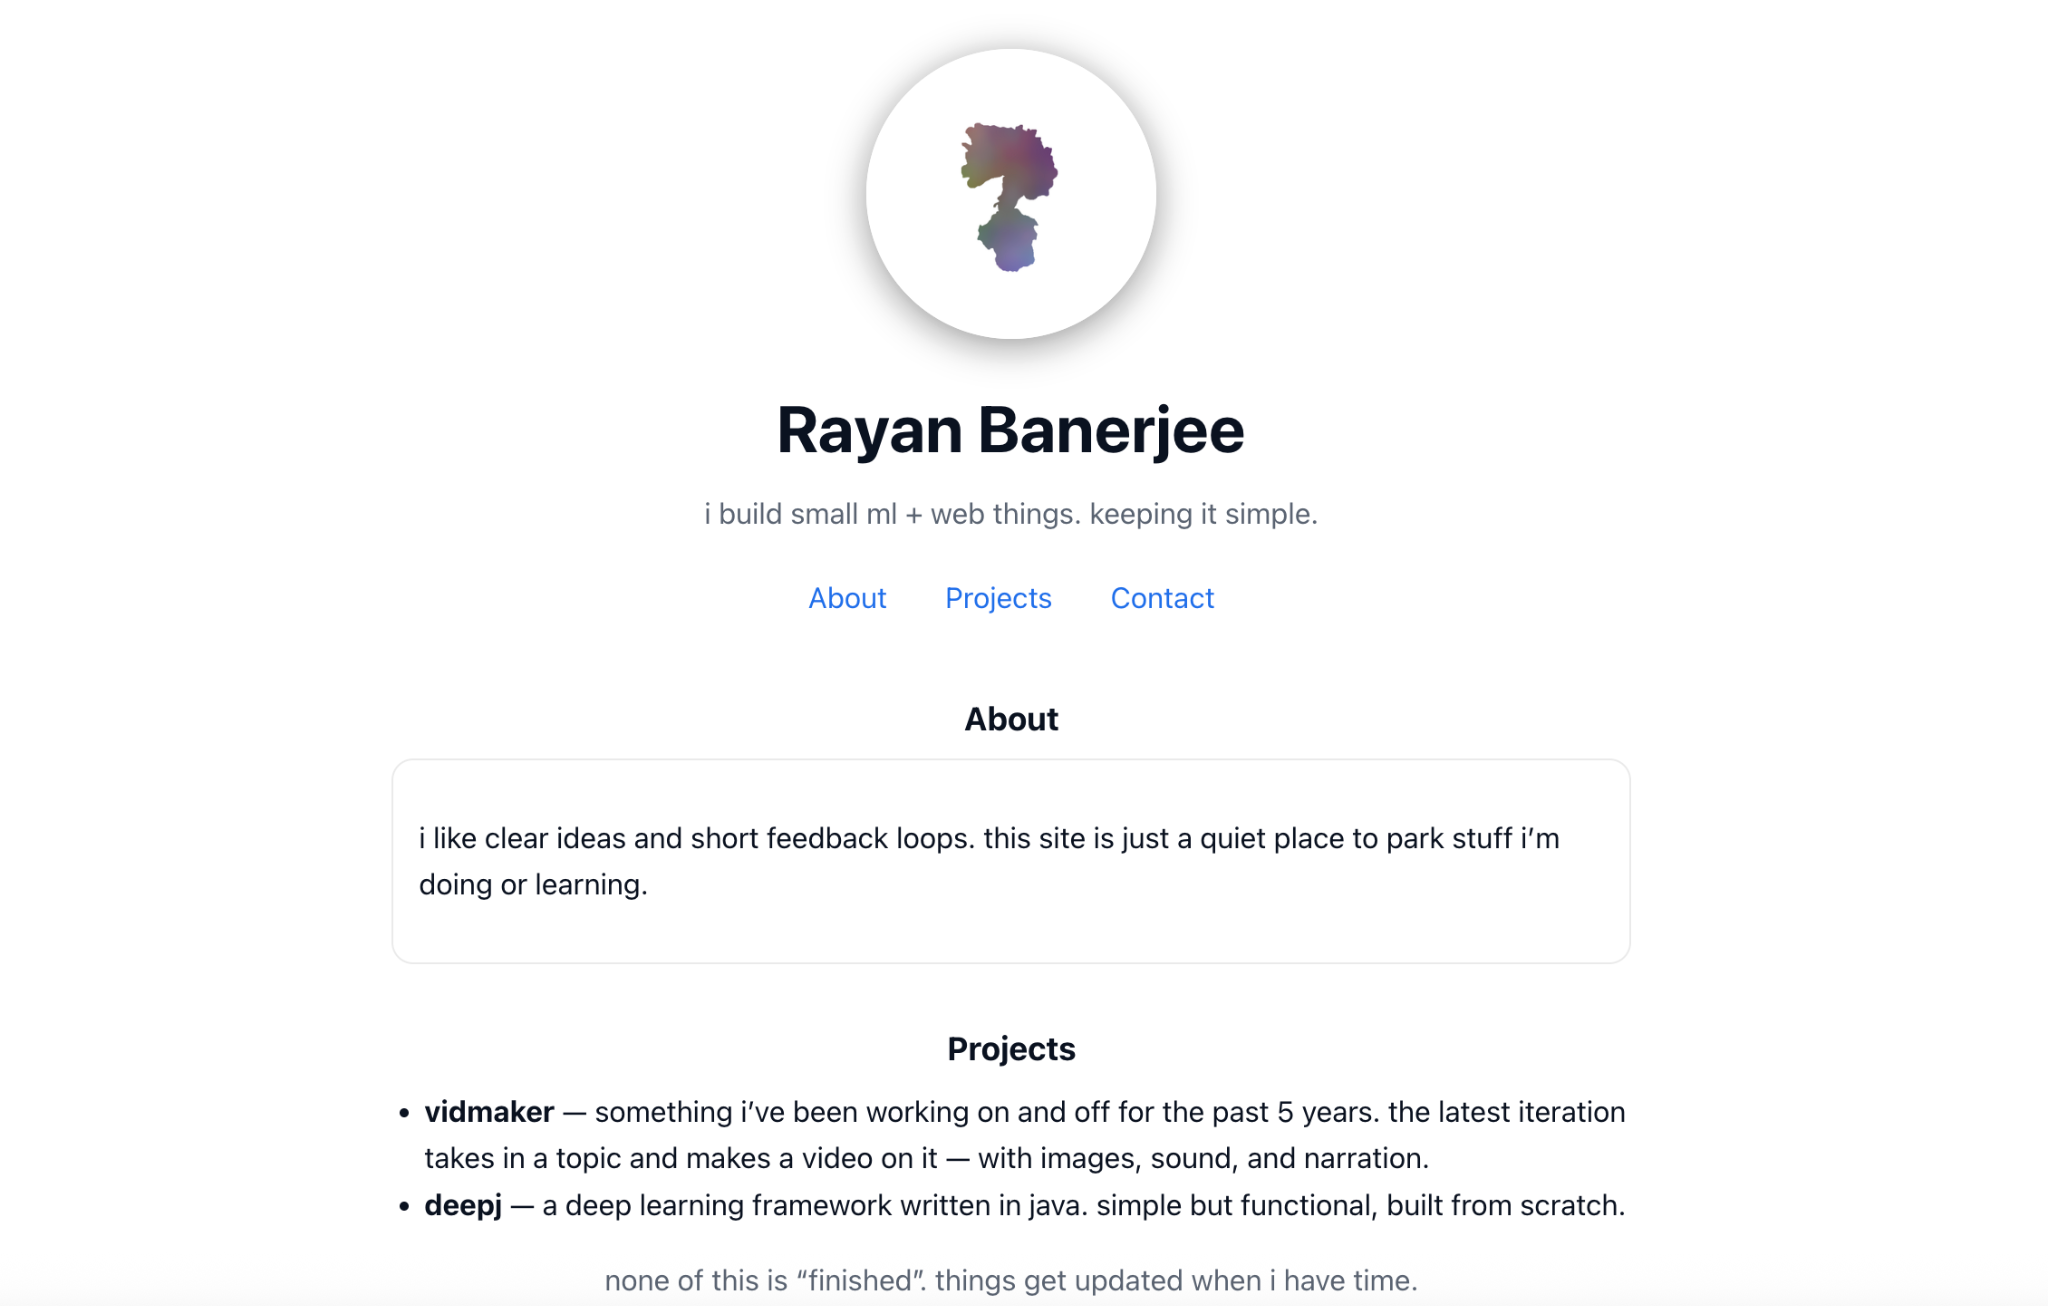 Rayan Banerjee
i build small ml + web things. keeping it simple.
About Projects Contact
About
i like clear ideas and short feedback loops. this site is just a quiet place to park stuff i’m
doing or learning.
Projects
• vidmaker — something i’ve been working on and off for the past 5 years. the latest iteration
takes in a topic and makes a video on it — with images, sound, and narration.
• deepj — a deep learning framework written in java. simple but functional, built from scratch.
none of this is “finished”. things get updated when i have time.